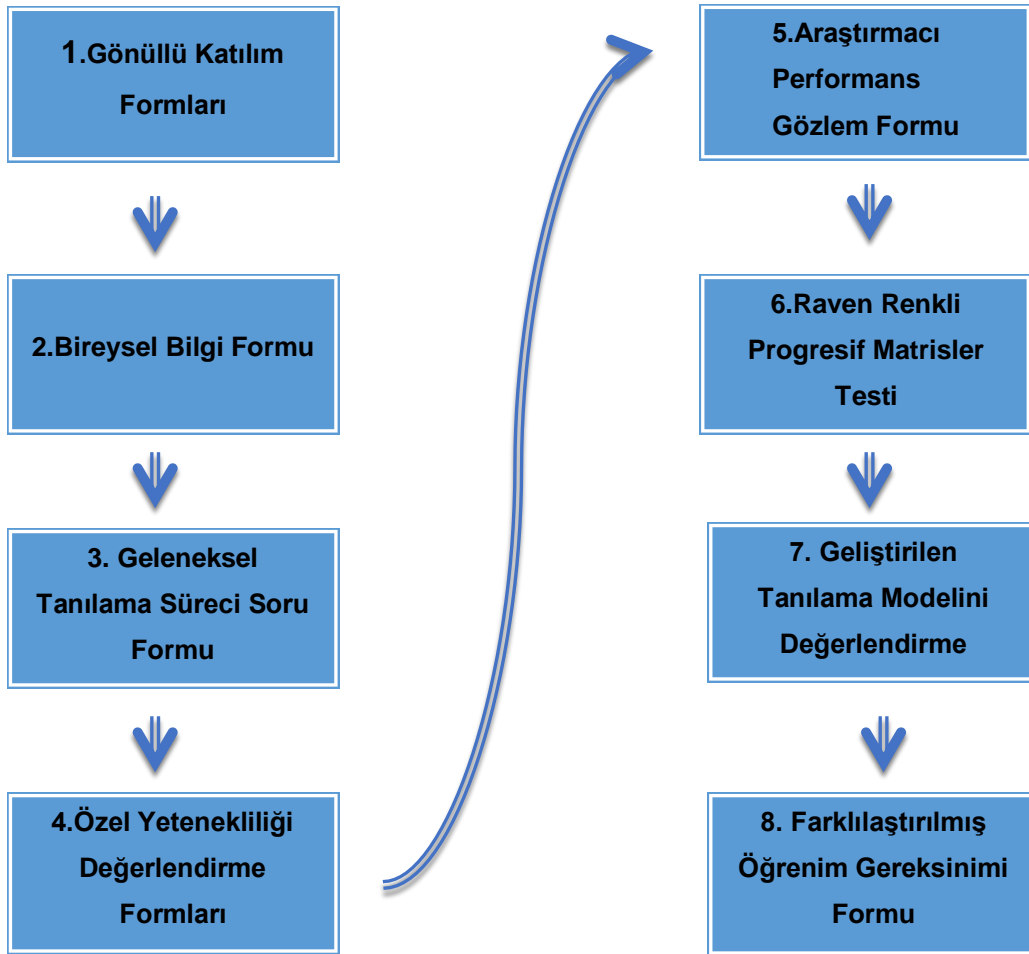 1.Gönüllü Katılım
Formları
2.Bireysel Bilgi Formu
3. Geleneksel
Tanılama Süreci Soru
Formu
4.Özel Yetenekliliği
Değerlendirme
Formları
5.Araştırmacı
Performans
Gözlem Formu
6.Raven Renkli
Progresif Matrisler
Testi
7. Geliştirilen
Tanılama Modelini
Değerlendirme
8. Farklılaştırılmış
Öğrenim Gereksinimi
Formu